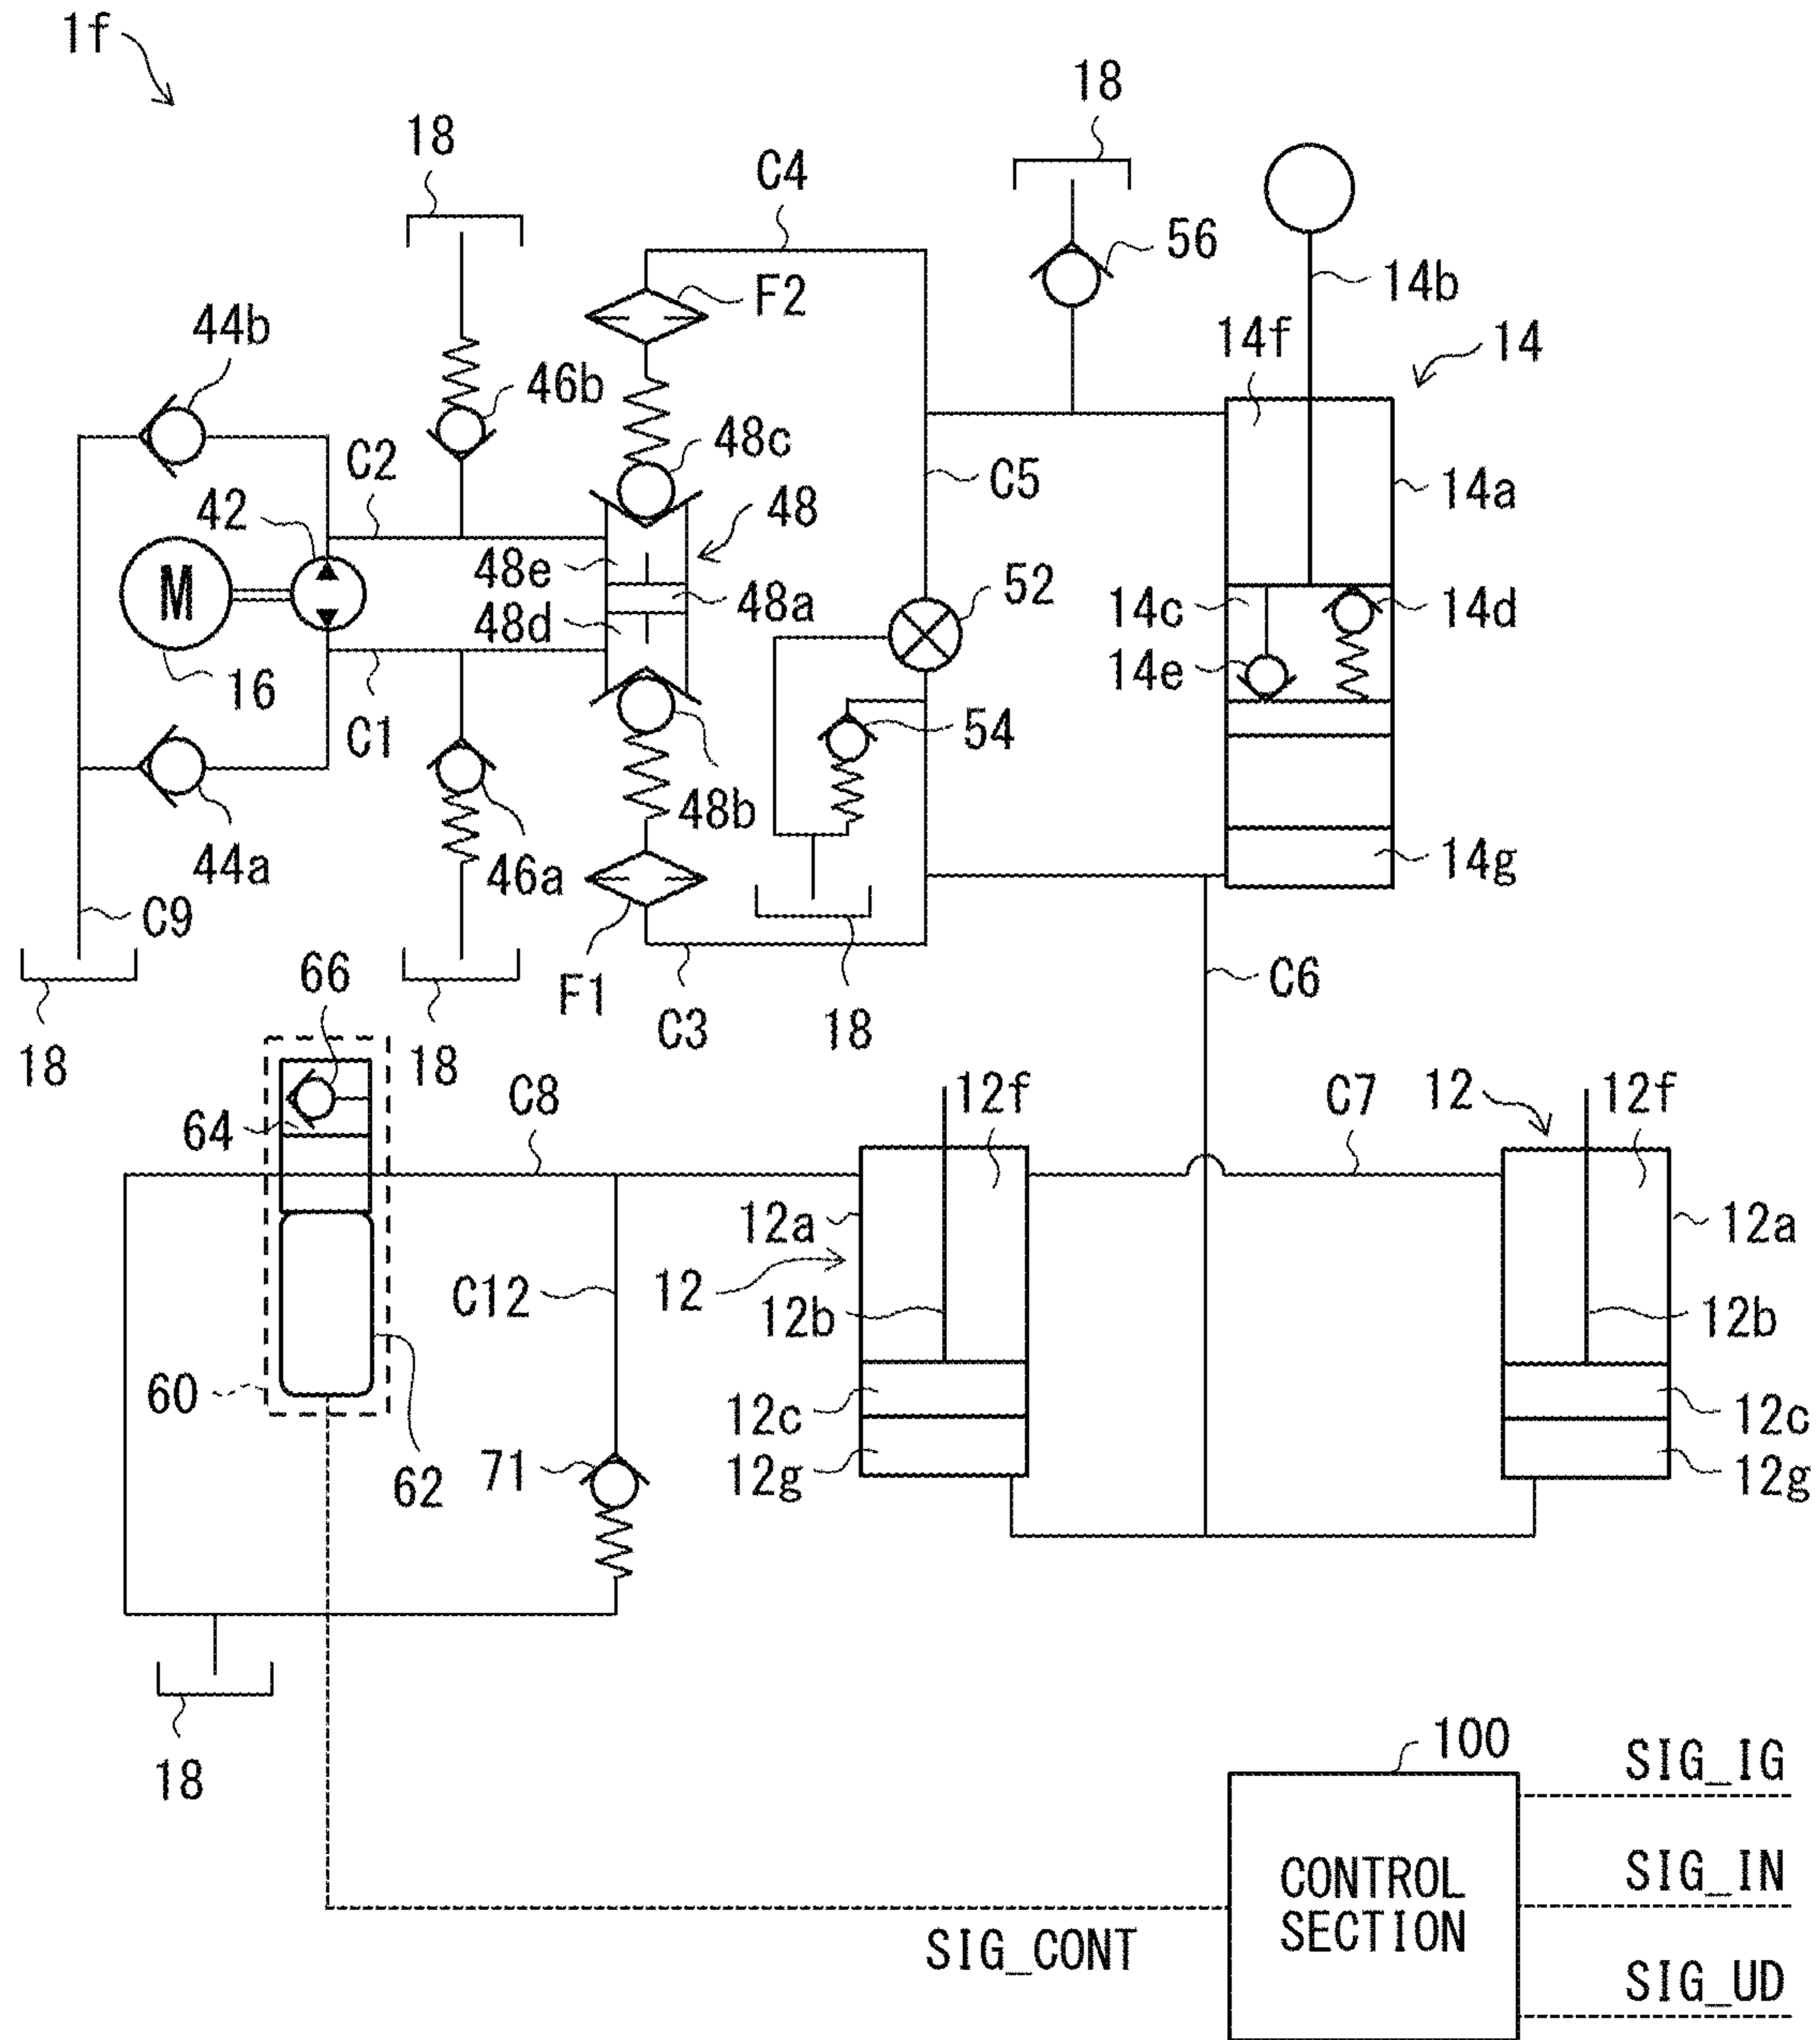 1f
18
18
C4
56
14b
F2
14f
14
44b
46b
48c
C2
C5
14a
42
48
48e
52
M
48a
14c
14d
48d
14e
16
C1
54
48b
44a
46a
14g
C9
F1
66
C6
18
18
C3
18
C8
12f
C7
12
12f
64
12a
12a
C12
12
12b
12b
60
12c
12c
71
62
12g
12g
18
100
SIG_IG
CONTROL
SECTION
SIG_IN
SIG_CONT
SIG_UD